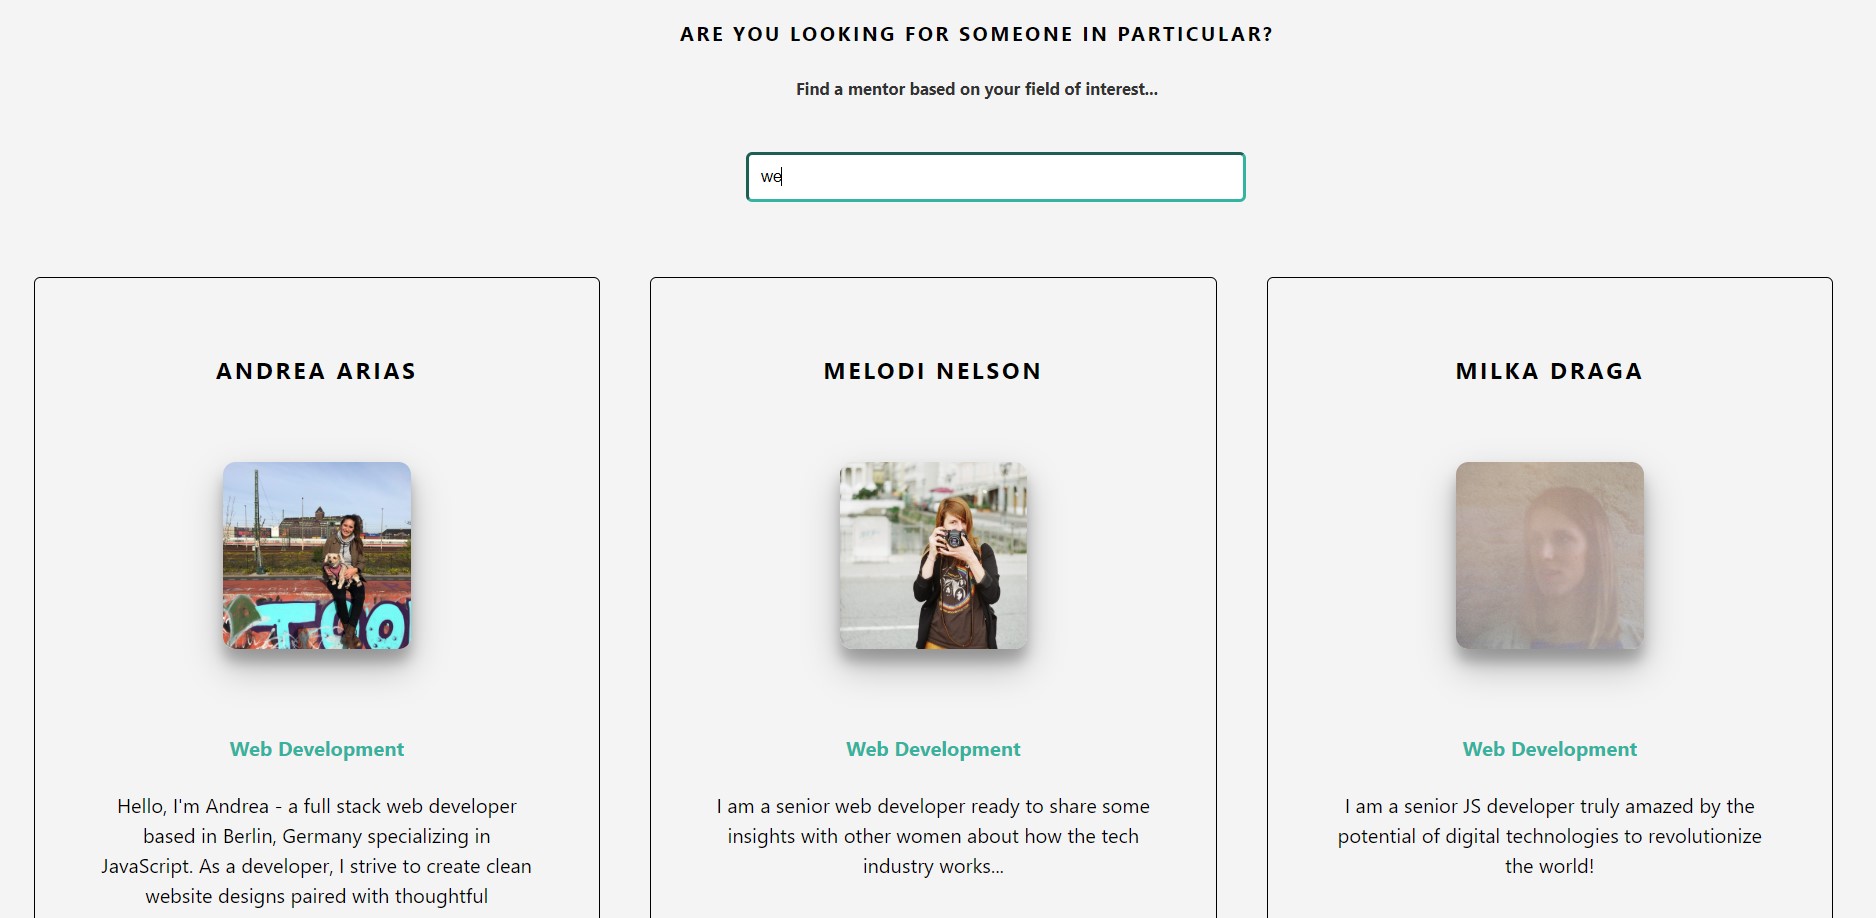 ARE YOU LOOKING FOR SOMEONE IN PARTICULAR?
Find a mentor based on your field of interest...
we
ANDREA ARIAS
Web Development
Hello, I'm Andrea - a full stack web developer
based in Berlin, Germany specializing in
JavaScript. As a developer, I strive to create clean
website designs paired with thoughtful
MELODI NELSON
Web Development
I am a senior web developer ready to share some
insights with other women about how the tech
industry works...
MILKA DRAGA
Web Development
I am a senior JS developer truly amazed by the
potential of digital technologies to revolutionize
the world!